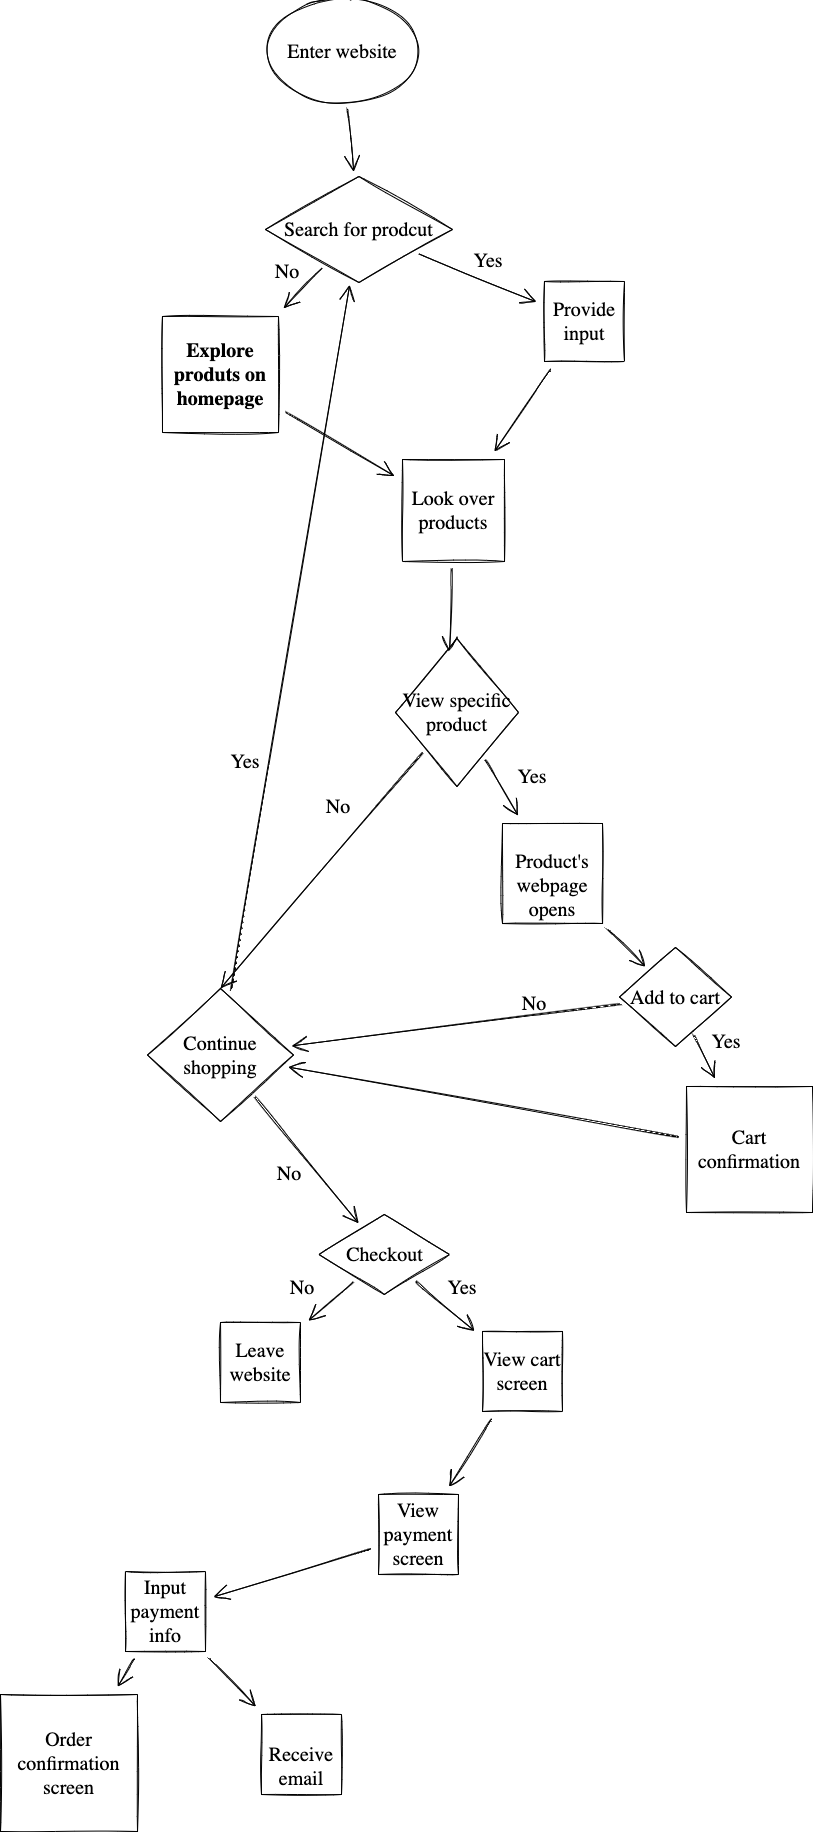 Enter website
Search for prodcut
No
Yes
Provide
input
Explore
produts on
homepage
Look over
products
View specific
product
Yes
No
Yes
Product's
webpage
opens
Add to cart
No
Yes
Continue
shopping
Cart
confirmation
No
Checkout
No
Yes
Leave
website
View cart
screen
View
payment
screen
Input
payment
info
Order
confirmation
screen
Receive
email